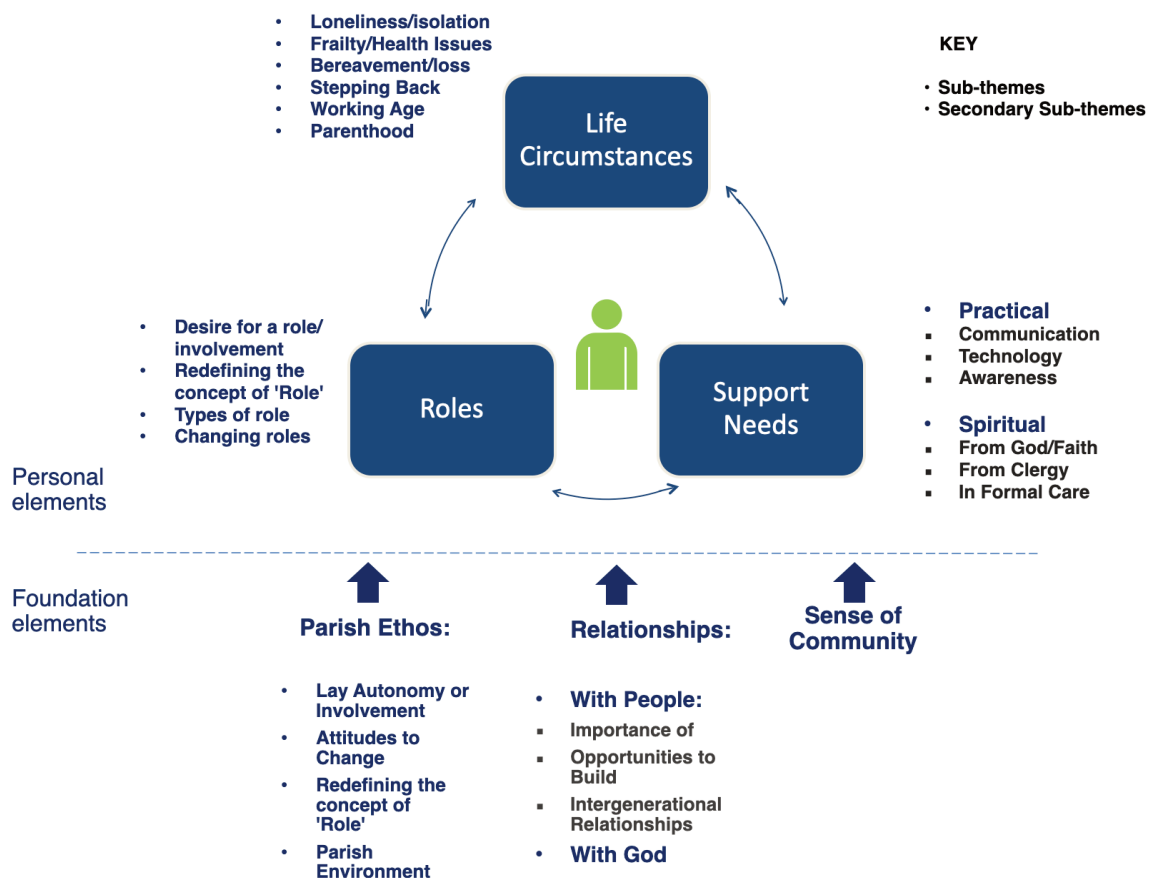 • Loneliness/isolation
• Frailty/Health Issues
• Bereavement/loss
• Stepping Back
• Working Age
• Parenthood
KEY
• Sub-themes
• Secondary Sub-themes
Life
Circumstances
• Desire for a role/
involvement
• Redefining the
concept of 'Role'
• Types of role
• Changing roles
Roles
Support
Needs
• Practical
▪ Communication
▪ Technology
▪ Awareness
• Spiritual
▪ From God/Faith
▪ From Clergy
▪ In Formal Care
Personal
elements
Foundation
elements
Parish Ethos:
• Lay Autonomy or
Involvement
• Attitudes to
Change
• Redefining the
concept of
'Role'
• Parish
Environment
Relationships:
• With People:
▪ Importance of
▪ Opportunities to
Build
▪ Intergenerational
Relationships
• With God
Sense of
Community